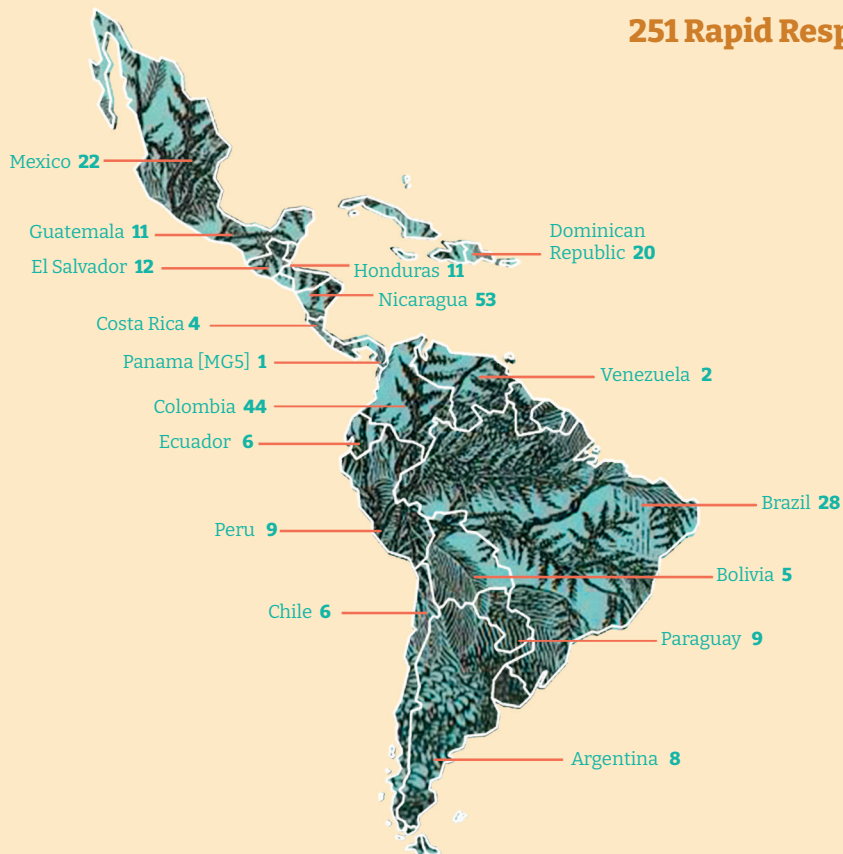 251 Rapid Resp
Mexico 22
Guatemala 11
Dominican
Republic 20
El Salvador 12
Honduras 11
Nicaragua 53
Costa Rica 4
Panama [MG5] 1
Venezuela 2
Colombia 44
Ecuador 6
Brazil 28
Peru 9
Bolivia 5
Chile 6
Paraguay 9
Argentina 8